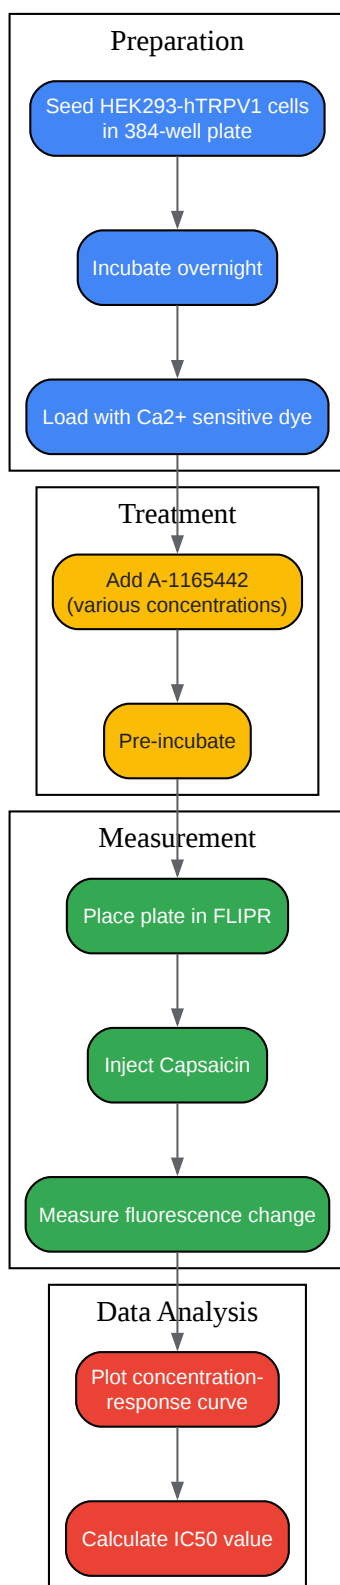 Preparation
Seed HEK293-hTRPV1 cells
in 384-well plate
Incubate overnight
Load with Ca2+ sensitive dye
Treatment
Add A-1165442
(various concentrations)
Pre-incubate
Measurement
Place plate in FLIPR
Inject Capsaicin
Measure fluorescence change
Data Analysis
Plot concentration-
response curve
Calculate IC50 value